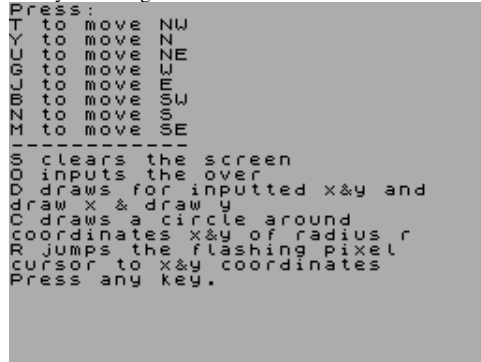 Press:
T to move NW
Y to move N
U to move NE
G to move W
J to move E
B to move SW
N to move S
M to move SE
------------
S clears the screen
O inputs the over
D draws for inputted x&y and
draw x & draw y
C draws a circle around
coordinates x&y of radius r
R jumps the flashing pixel
cursor to x&y coordinates
Press any key.